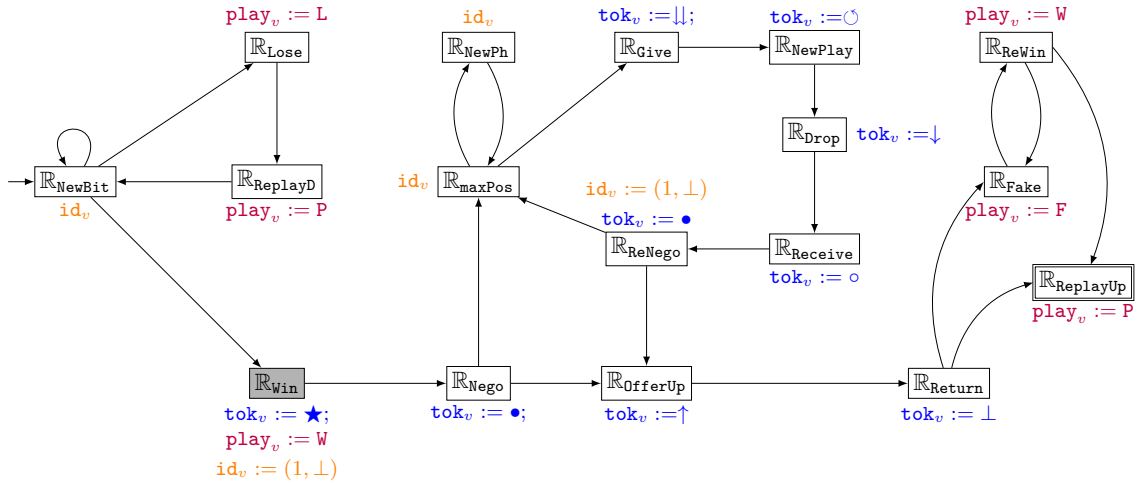 play_v := L
id_v
tok_v :=⇊;
tok_v :=↺
play_v := W
ℝ_Lose
ℝ_NewPh
ℝ_Give
ℝ_NewPlay
ℝ_ReWin
ℝ_Drop
tok_v :=↓
ℝ_NewBit
id_v
ℝ_ReplayD
play_v := P
id_v
ℝ_maxPos
id_v := (1, ⊥)
tok_v := •
ℝ_ReNego
ℝ_Receive
tok_v := ∘
ℝ_Fake
play_v := F
ℝ_ReplayUp
play_v := P
ℝ_Win
tok_v := ★;
play_v := W
id_v := (1, ⊥)
ℝ_Nego
tok_v := •;
ℝ_OfferUp
tok_v :=↑
ℝ_Return
tok_v := ⊥